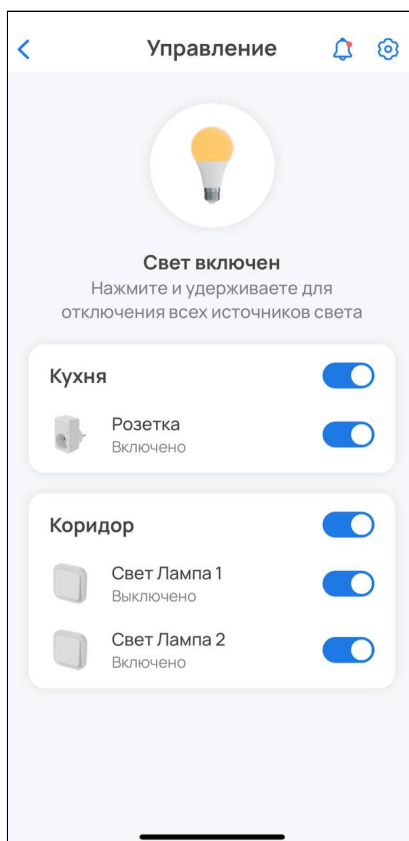 Управление
Свет включен
Нажмите и удерживаете для
отключения всех источников света
Кухня
Розетка
Включено
Коридор
Свет Лампа 1
Выключено
Свет Лампа 2
Включено